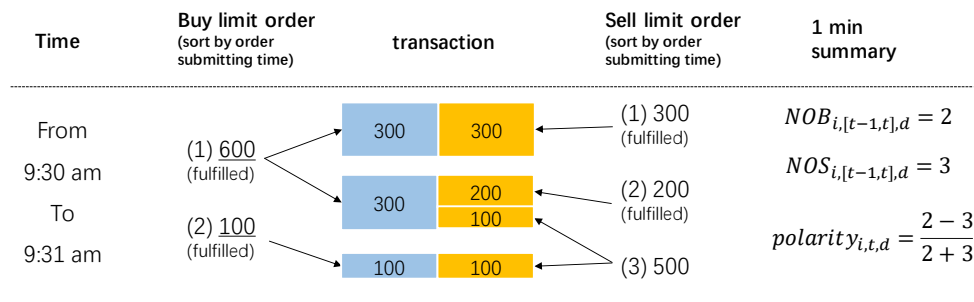 Time
Buy limit order
(sort by order
submitting time)
transaction
Sell limit order
(sort by order
submitting time)
1 min
summary
From
9:30 am
To
9:31 am
(1) 600
(fulfilled)
(2) 100
(fulfilled)
300
300
300
200
100
100
100
(1) 300
(fulfilled)
(2) 200
(fulfilled)
(3) 500
NOB_{i,[t−1,t],d} = 2
NOS_{i,[t−1,t],d} = 3
polarity_{i,t,d} = \frac{2 − 3}{2 + 3}